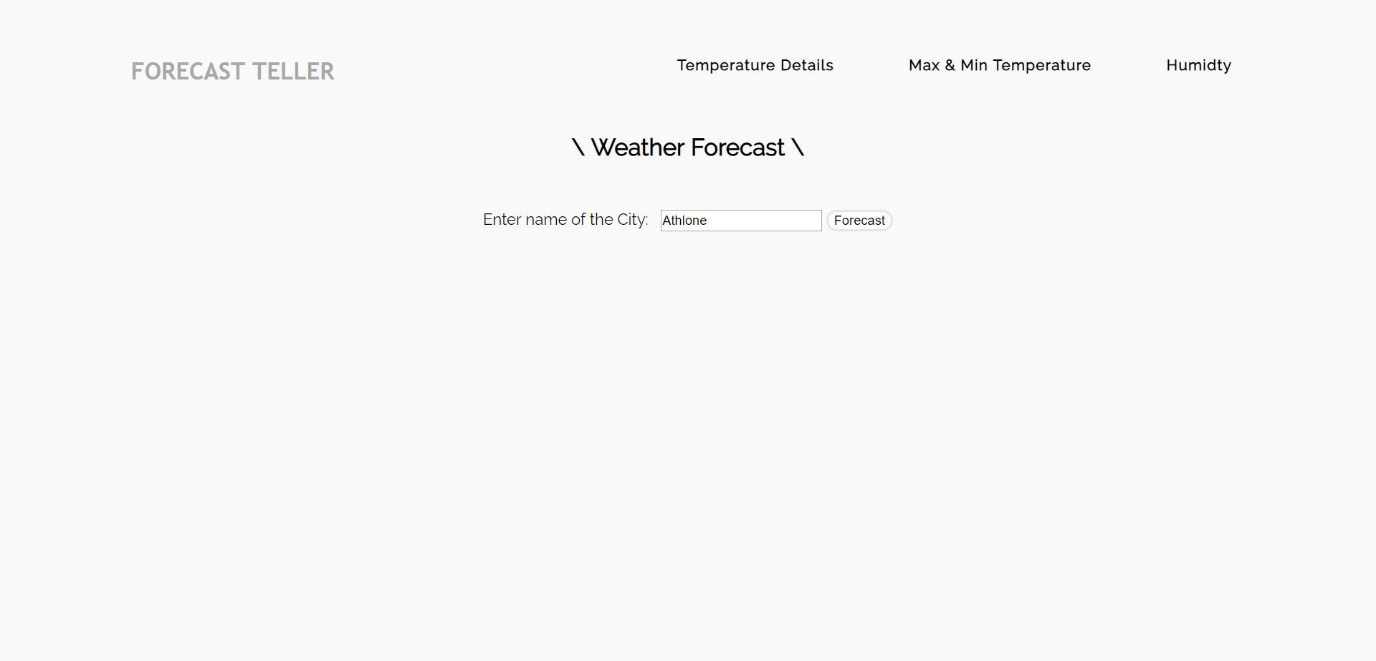 FORECAST TELLER
Temperature Details Max & Min Temperature Humidty
\ Weather Forecast \
Enter name of the City: Athlone Forecast